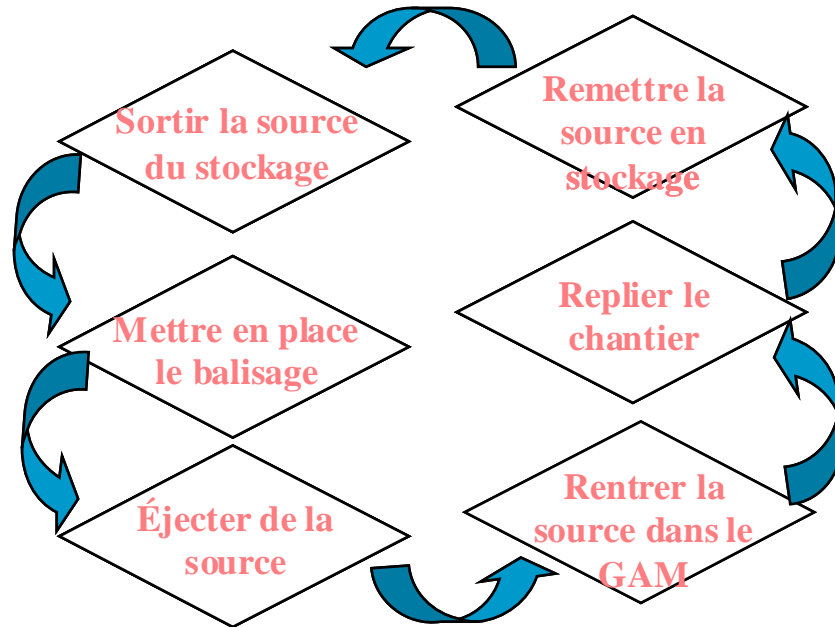 Sortir la source
du stockage
Mettre en place
le balisage
Éjecter de la
source
Rentrer la
source dans le
GAM
Replier le
chantier
Remettre la
source en
stockage